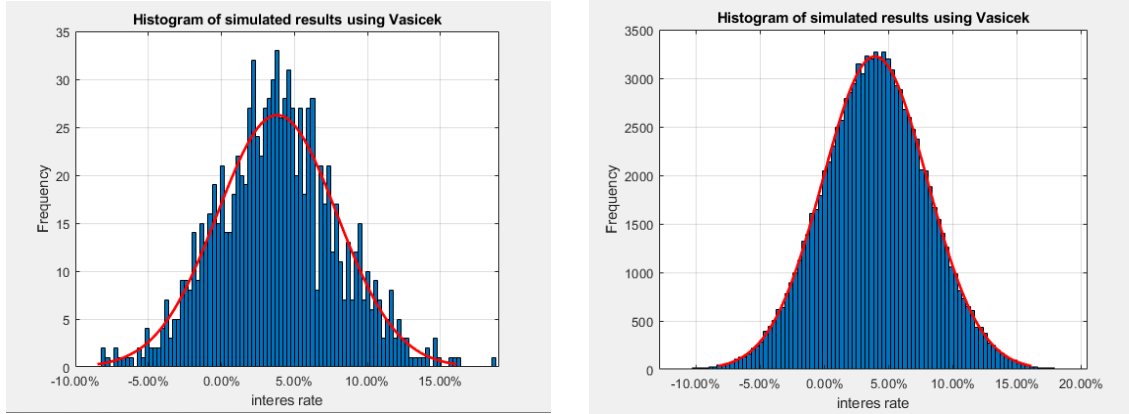 Histogram of simulated results using Vasicek
35
30
25
20
15
10
5
0
Frequency
-10.00% -5.00% 0.00% 5.00% 10.00% 15.00%
interes rate
Histogram of simulated results using Vasicek
3500
3000
2500
2000
1500
1000
500
0
Frequency
-10.00% -5.00% 0.00% 5.00% 10.00% 15.00% 20.00%
interes rate